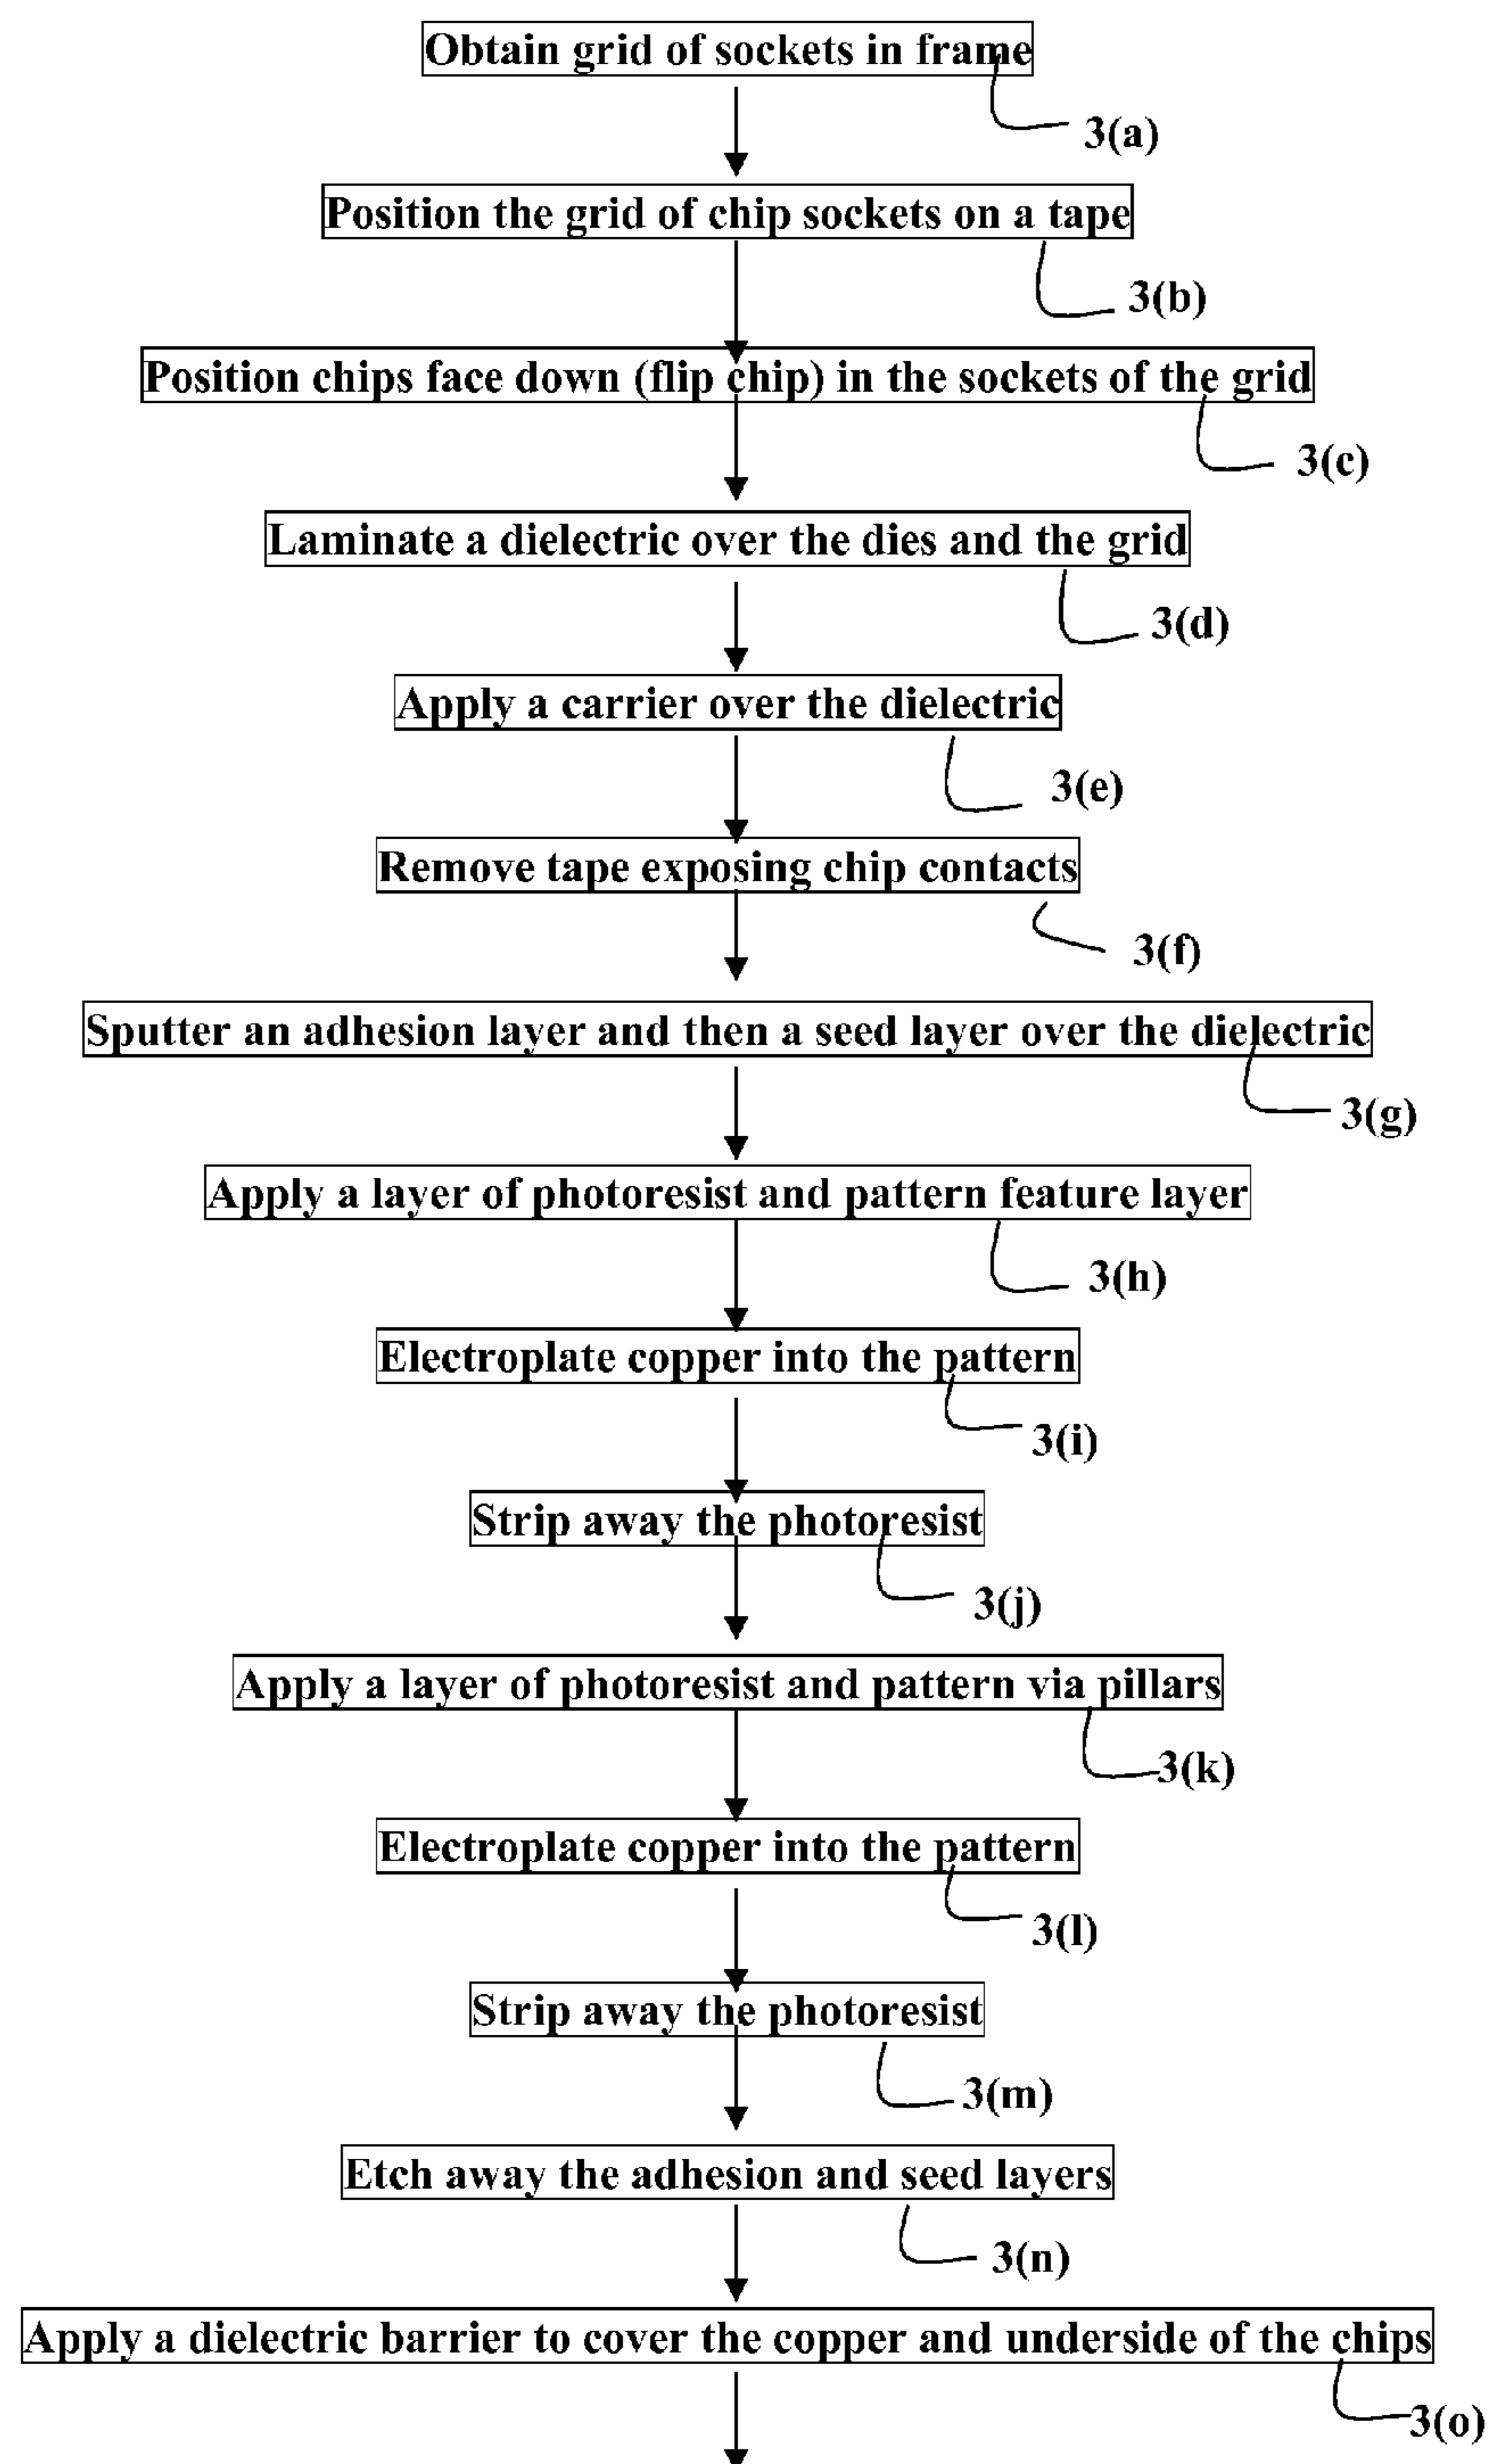 Obtain grid of sockets in frame
3(a)
Position the grid of chip sockets on a tape
3(b)
Position chips face down (flip chip) in the sockets of the grid
3(c)
Laminate a dielectric over the dies and the grid
3(d)
Apply a carrier over the dielectric
3(e)
Remove tape exposing chip contacts
3(f)
Sputter an adhesion layer and then a seed layer over the dielectric
3(g)
Apply a layer of photoresist and pattern feature layer
3(h)
Electroplate copper into the pattern
3(i)
Strip away the photoresist
3(j)
Apply a layer of photoresist and pattern via pillars
3(k)
Electroplate copper into the pattern
3(l)
Strip away the photoresist
3(m)
Etch away the adhesion and seed layers
3(n)
Apply a dielectric barrier to cover the copper and underside of the chips
3(o)